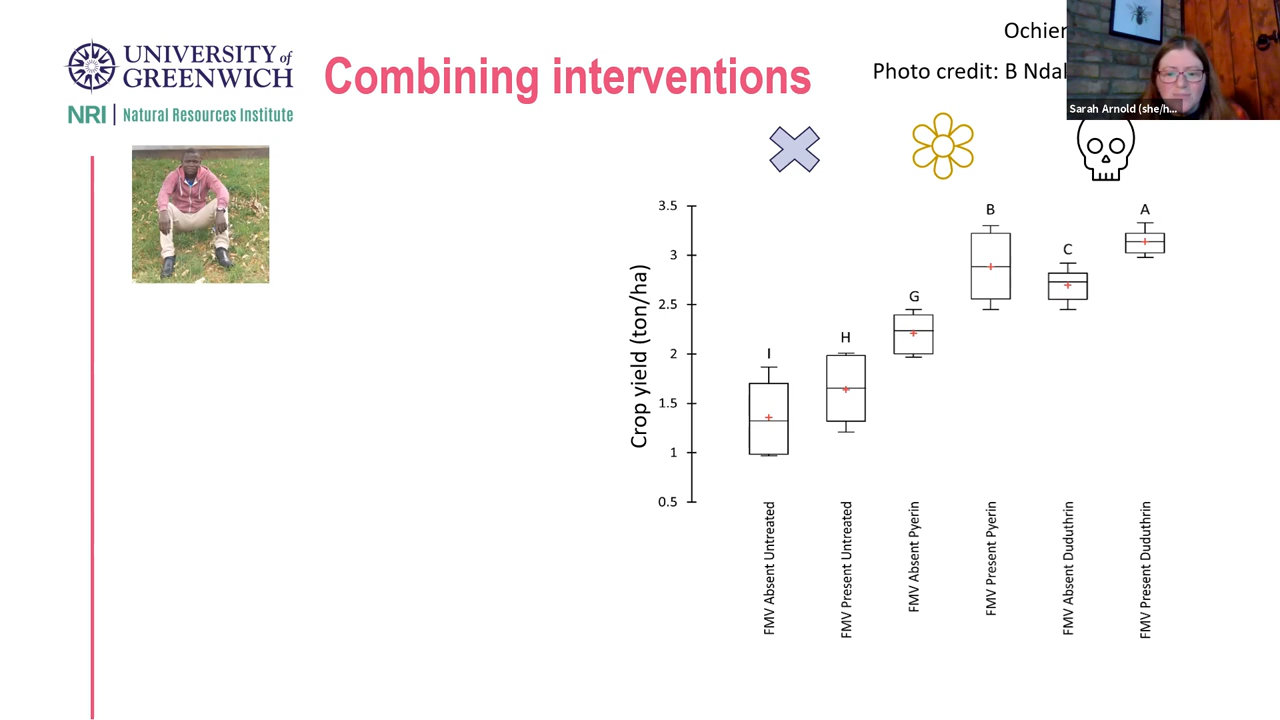 UNIVERSITY of
GREENWICH
NRI | Natural Resources Institute
Combining interventions
Photo credit: B
Sarah Arnold (she/h...
3.5
3
2.5
2
1.5
1
0.5
Crop yield (ton/ha)
I
H
G
B
C
A
FMV Absent Untreated
FMV Present Untreated
FMV Absent Pyerin
FMV Present Pyerin
FMV Absent Duduthrin
FMV Present Duduthrin